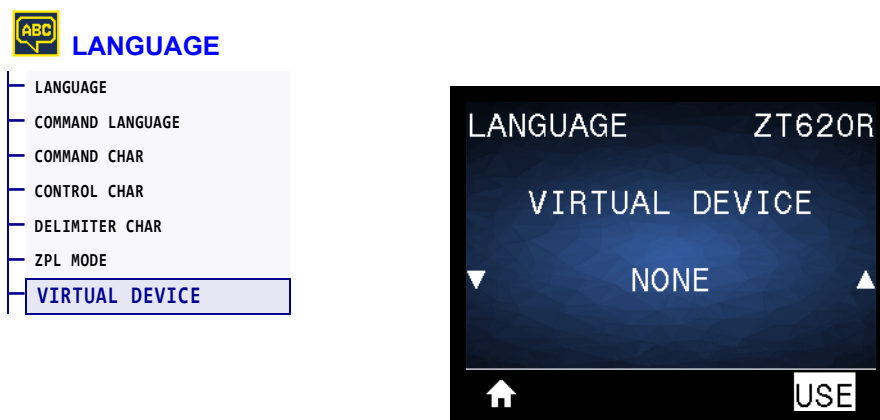 ABC
LANGUAGE
LANGUAGE
COMMAND LANGUAGE
COMMAND CHAR
CONTROL CHAR
DELIMITER CHAR
ZPL MODE
VIRTUAL DEVICE
LANGUAGE ZT620R
VIRTUAL DEVICE
NONE
USE